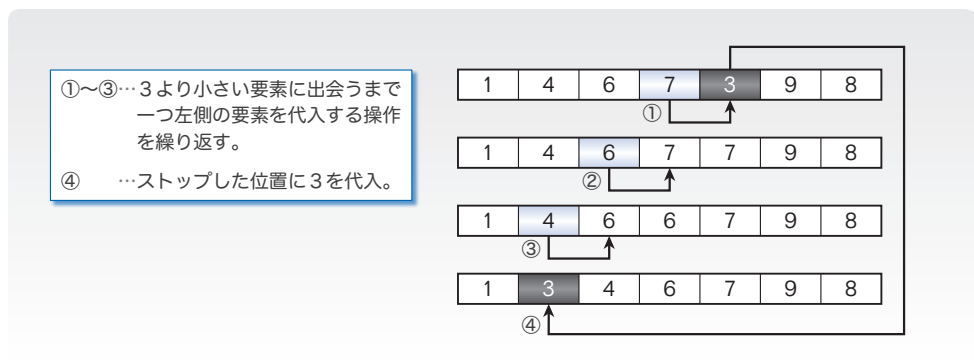 ①～③…３より小さい要素に出会うまで
一つ左側の要素を代入する操作
を繰り返す。
④ …ストップした位置に３を代入。
1 4 6 7 3 9 8
①
1 4 6 7 7 9 8
②
1 4 6 6 7 9 8
③
1 3 4 6 7 9 8
④